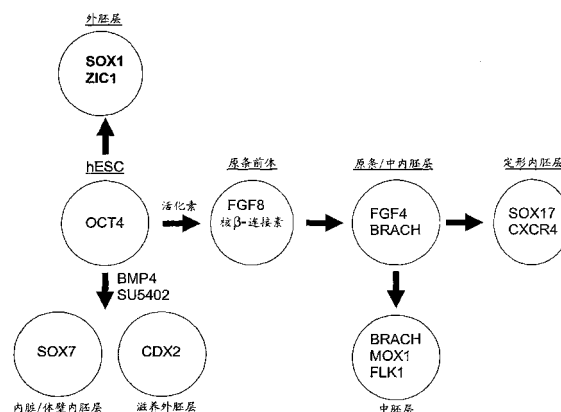 外胚层
SOX1
ZIC1
hESC
原条前体
原条/中内胚层
定形内胚层
OCT4
活化素
FGF8
核β-连接素
FGF4
BRACH
SOX17
CXCR4
BMP4
SU5402
SOX7
CDX2
BRACH
MOX1
FLK1
内脏/体壁内胚层
滋养外胚层
中胚层